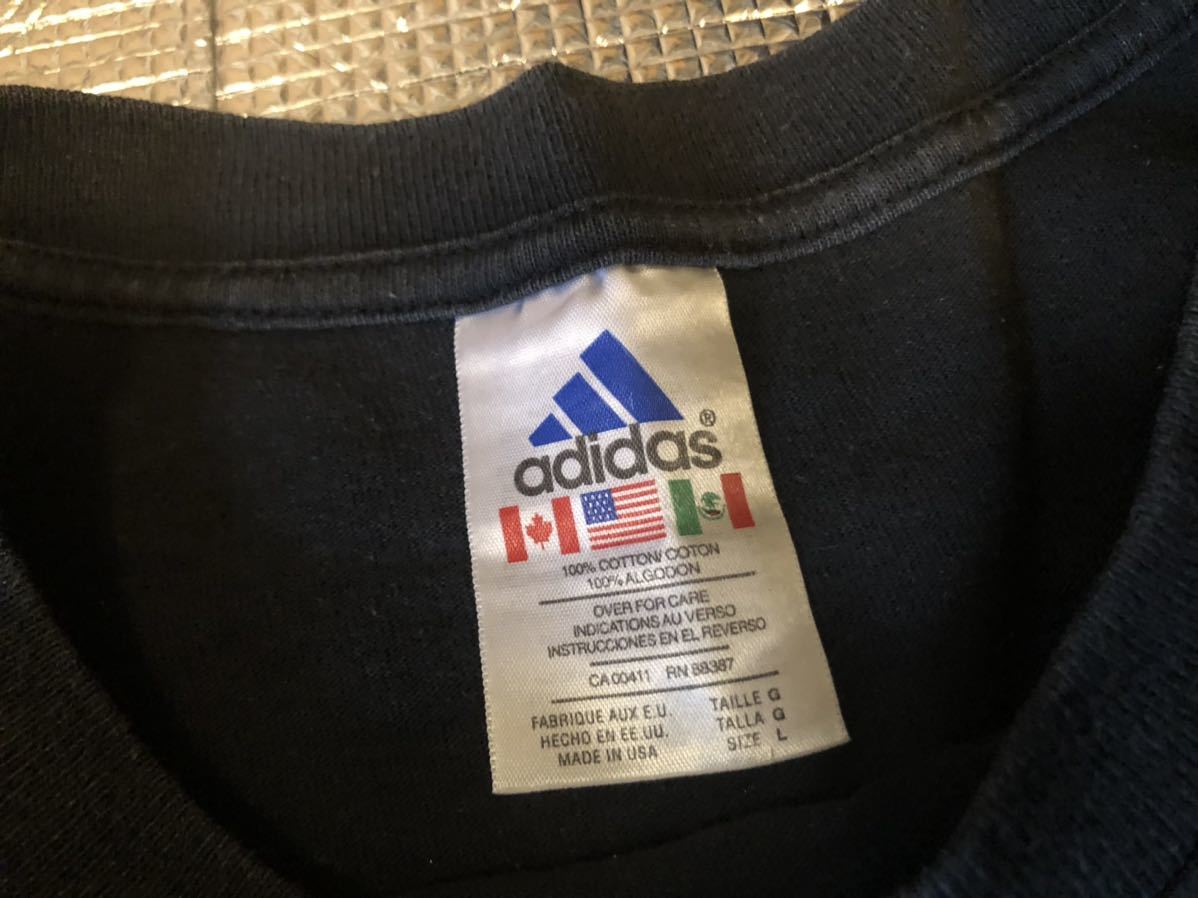 adidas®
100% COTTON/COTON
100% ALGODON
OVER FOR CARE
INDICATIONS AU VERSO
INSTRUCCIONES EN EL REVERSO
CA 00411 RN 88387
FABRIQUE AUX E.U. TAILLE G
HECHO EN EE.UU. TALLA G
MADE IN USA SIZE L